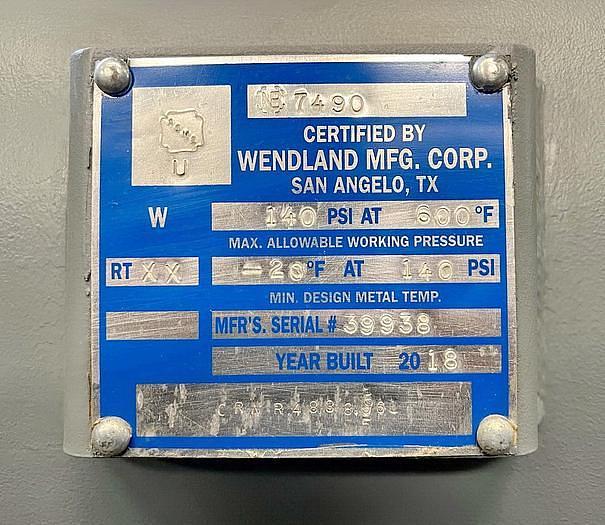 7490
U
CERTIFIED BY
WENDLAND MFG. CORP.
SAN ANGELO, TX
W 140 PSI AT 600°F
MAX. ALLOWABLE WORKING PRESSURE
RT XX -20°F AT 140 PSI
MIN. DESIGN METAL TEMP.
MFR'S. SERIAL # 39938
YEAR BUILT 2018